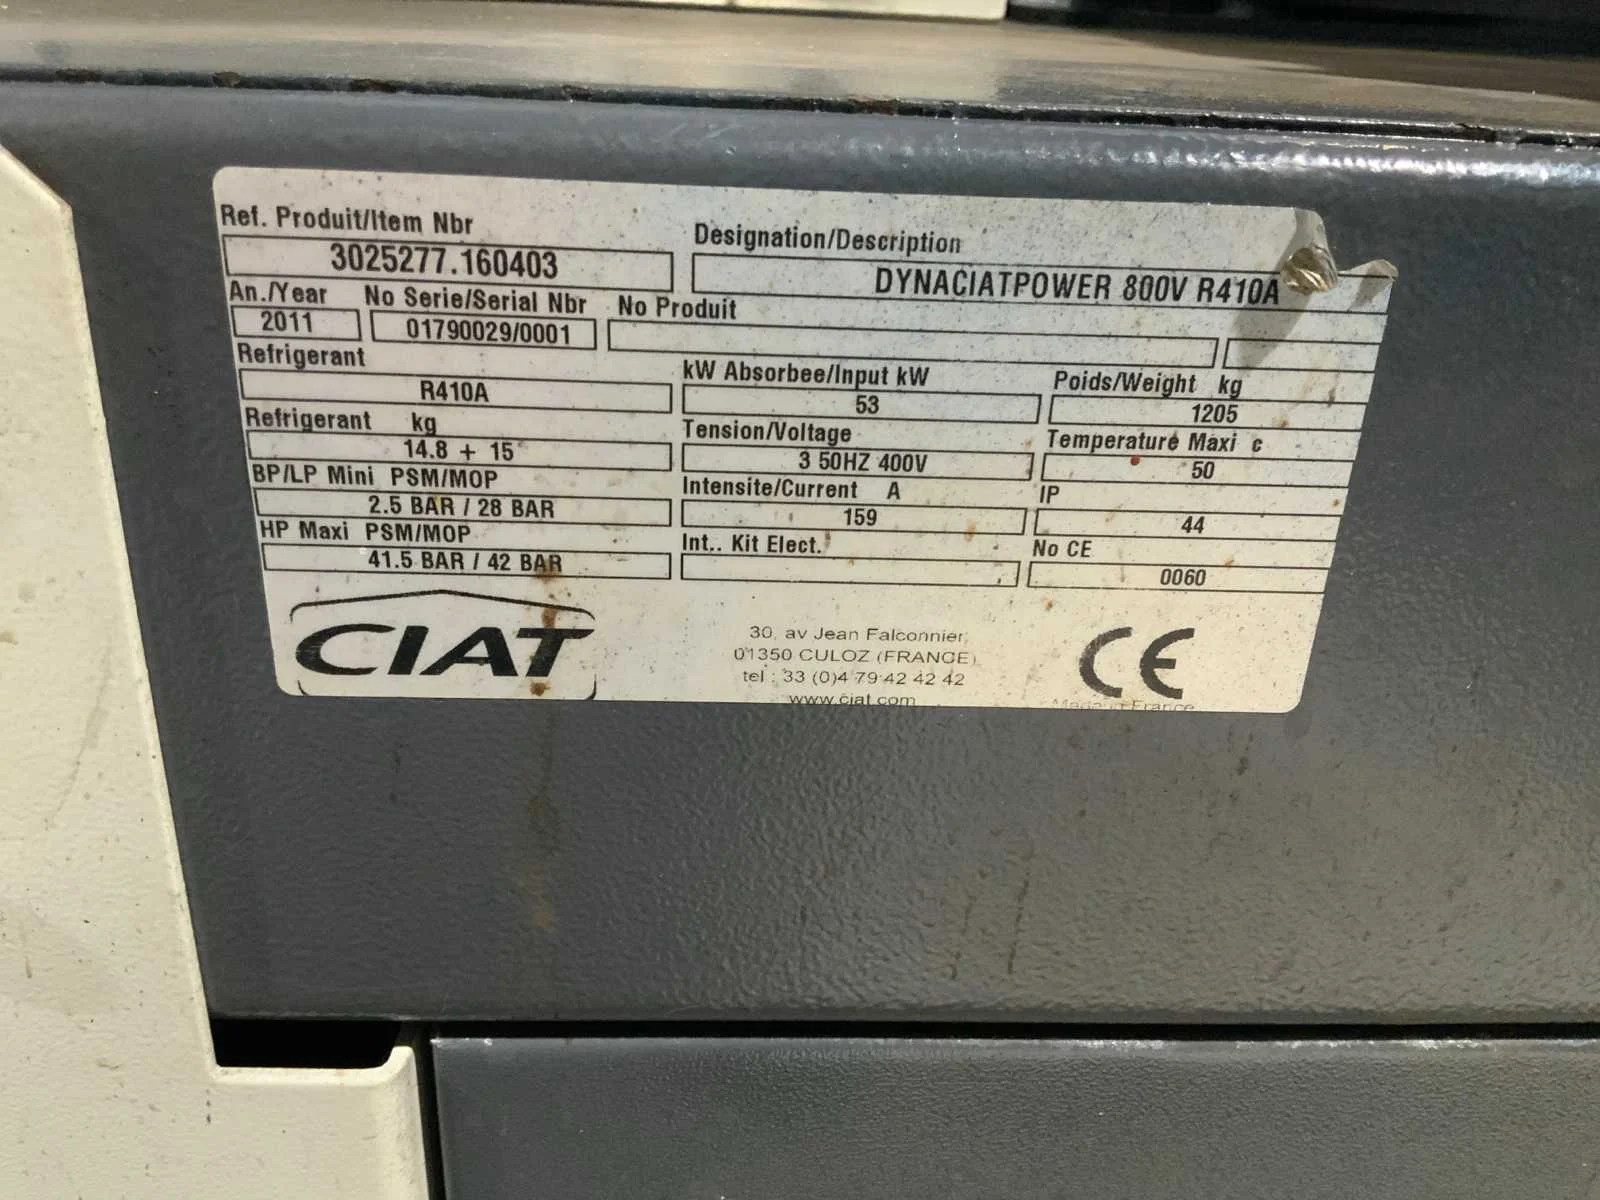 Ref. Produit/Item Nbr
3025277.160403
Designation/Description
DYNACIATPOWER 800V R410A
An./Year
2011
No Serie/Serial Nbr
01790029/0001
No Produit
Refrigerant
R410A
kW Absorbee/Input kW
53
Poids/Weight kg
1205
Refrigerant kg
14.8 + 15
Tension/Voltage
3 50HZ 400V
Temperature Maxi c
50
BP/LP Mini PSM/MOP
2.5 BAR / 28 BAR
Intensite/Current A
159
IP
44
HP Maxi PSM/MOP
41.5 BAR / 42 BAR
Int.. Kit Elect.
No CE
0060
CIAT
30, av Jean Falconnier,
01350 CULOZ (FRANCE)
tel : 33 (0)4 79 42 42 42
www.ciat.com
CE
Made in France